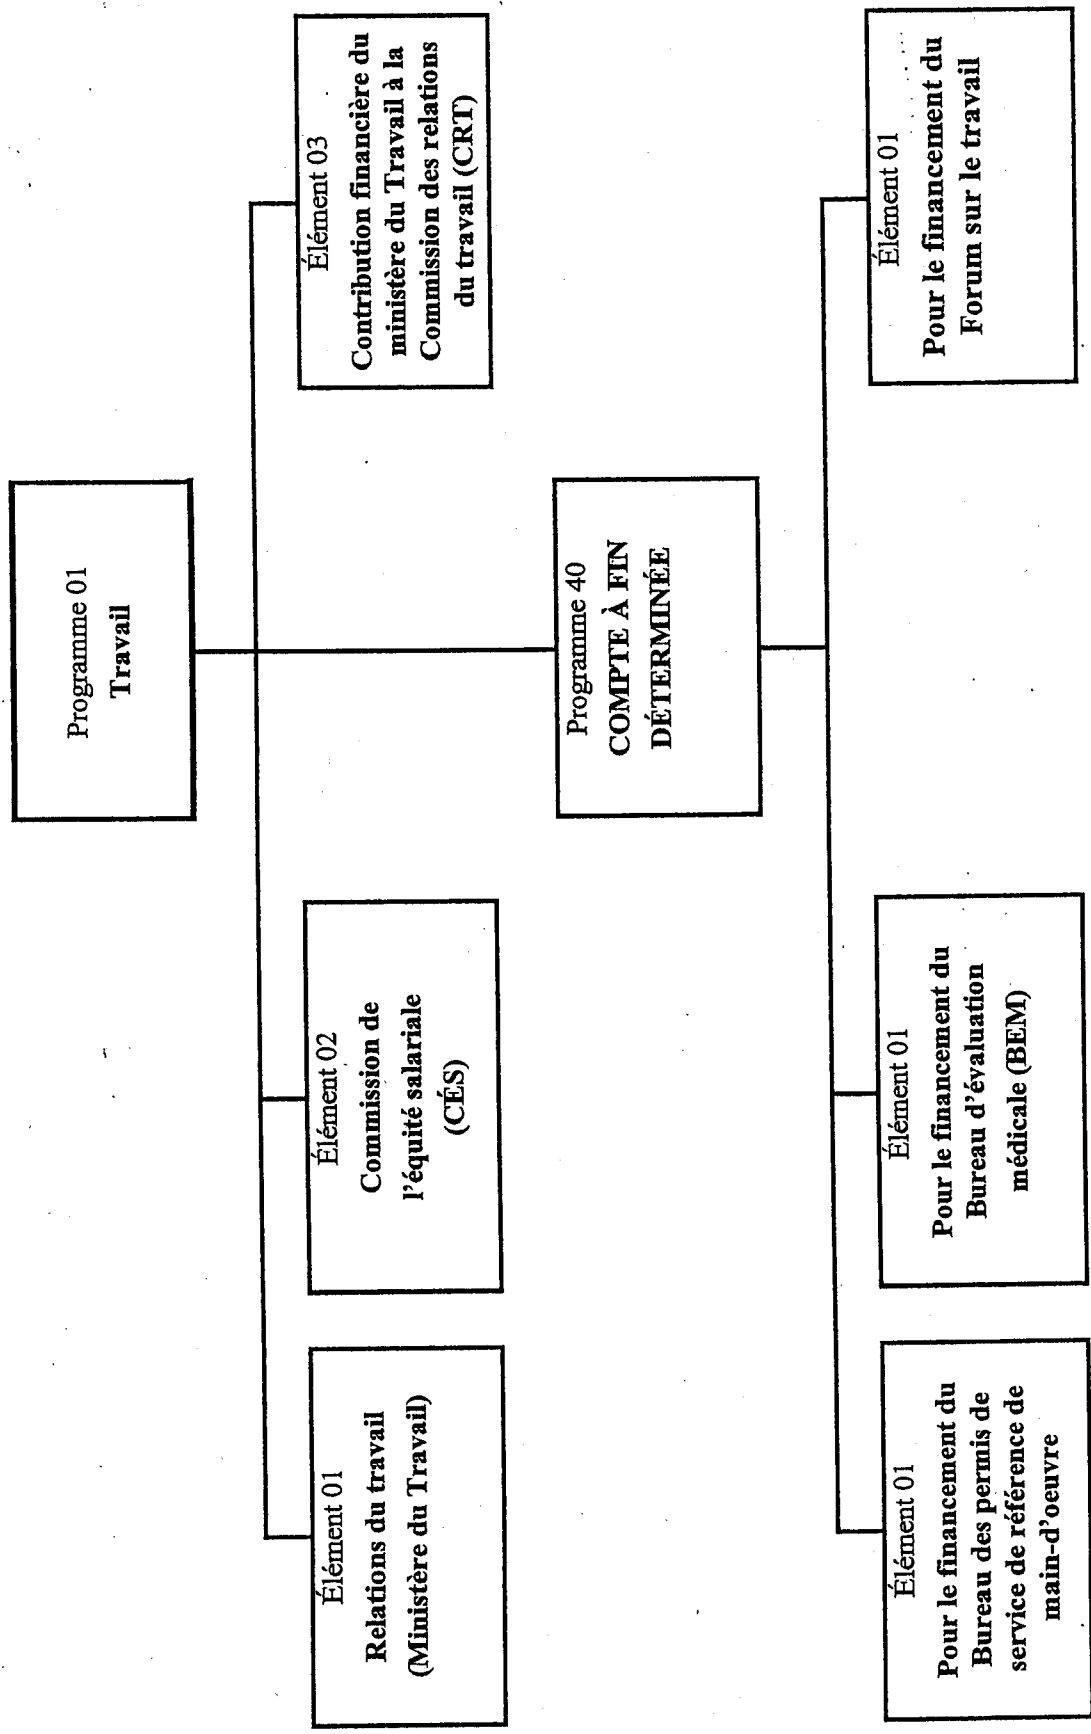 Programme 01
Travail
Élément 01
Relations du travail
(Ministère du Travail)
Élément 02
Commission de
l'équité salariale
(CÉS)
Élément 03
Contribution financière du
ministère du Travail à la
Commission des relations
du travail (CRT)
Programme 40
COMPTE À FIN
DÉTERMINÉE
Élément 01
Pour le financement du
Bureau des permis de
service de référence de
main-d'oeuvre
Élément 01
Pour le financement du
Bureau d'évaluation
médicale (BEM)
Élément 01
Pour le financement du
Forum sur le travail